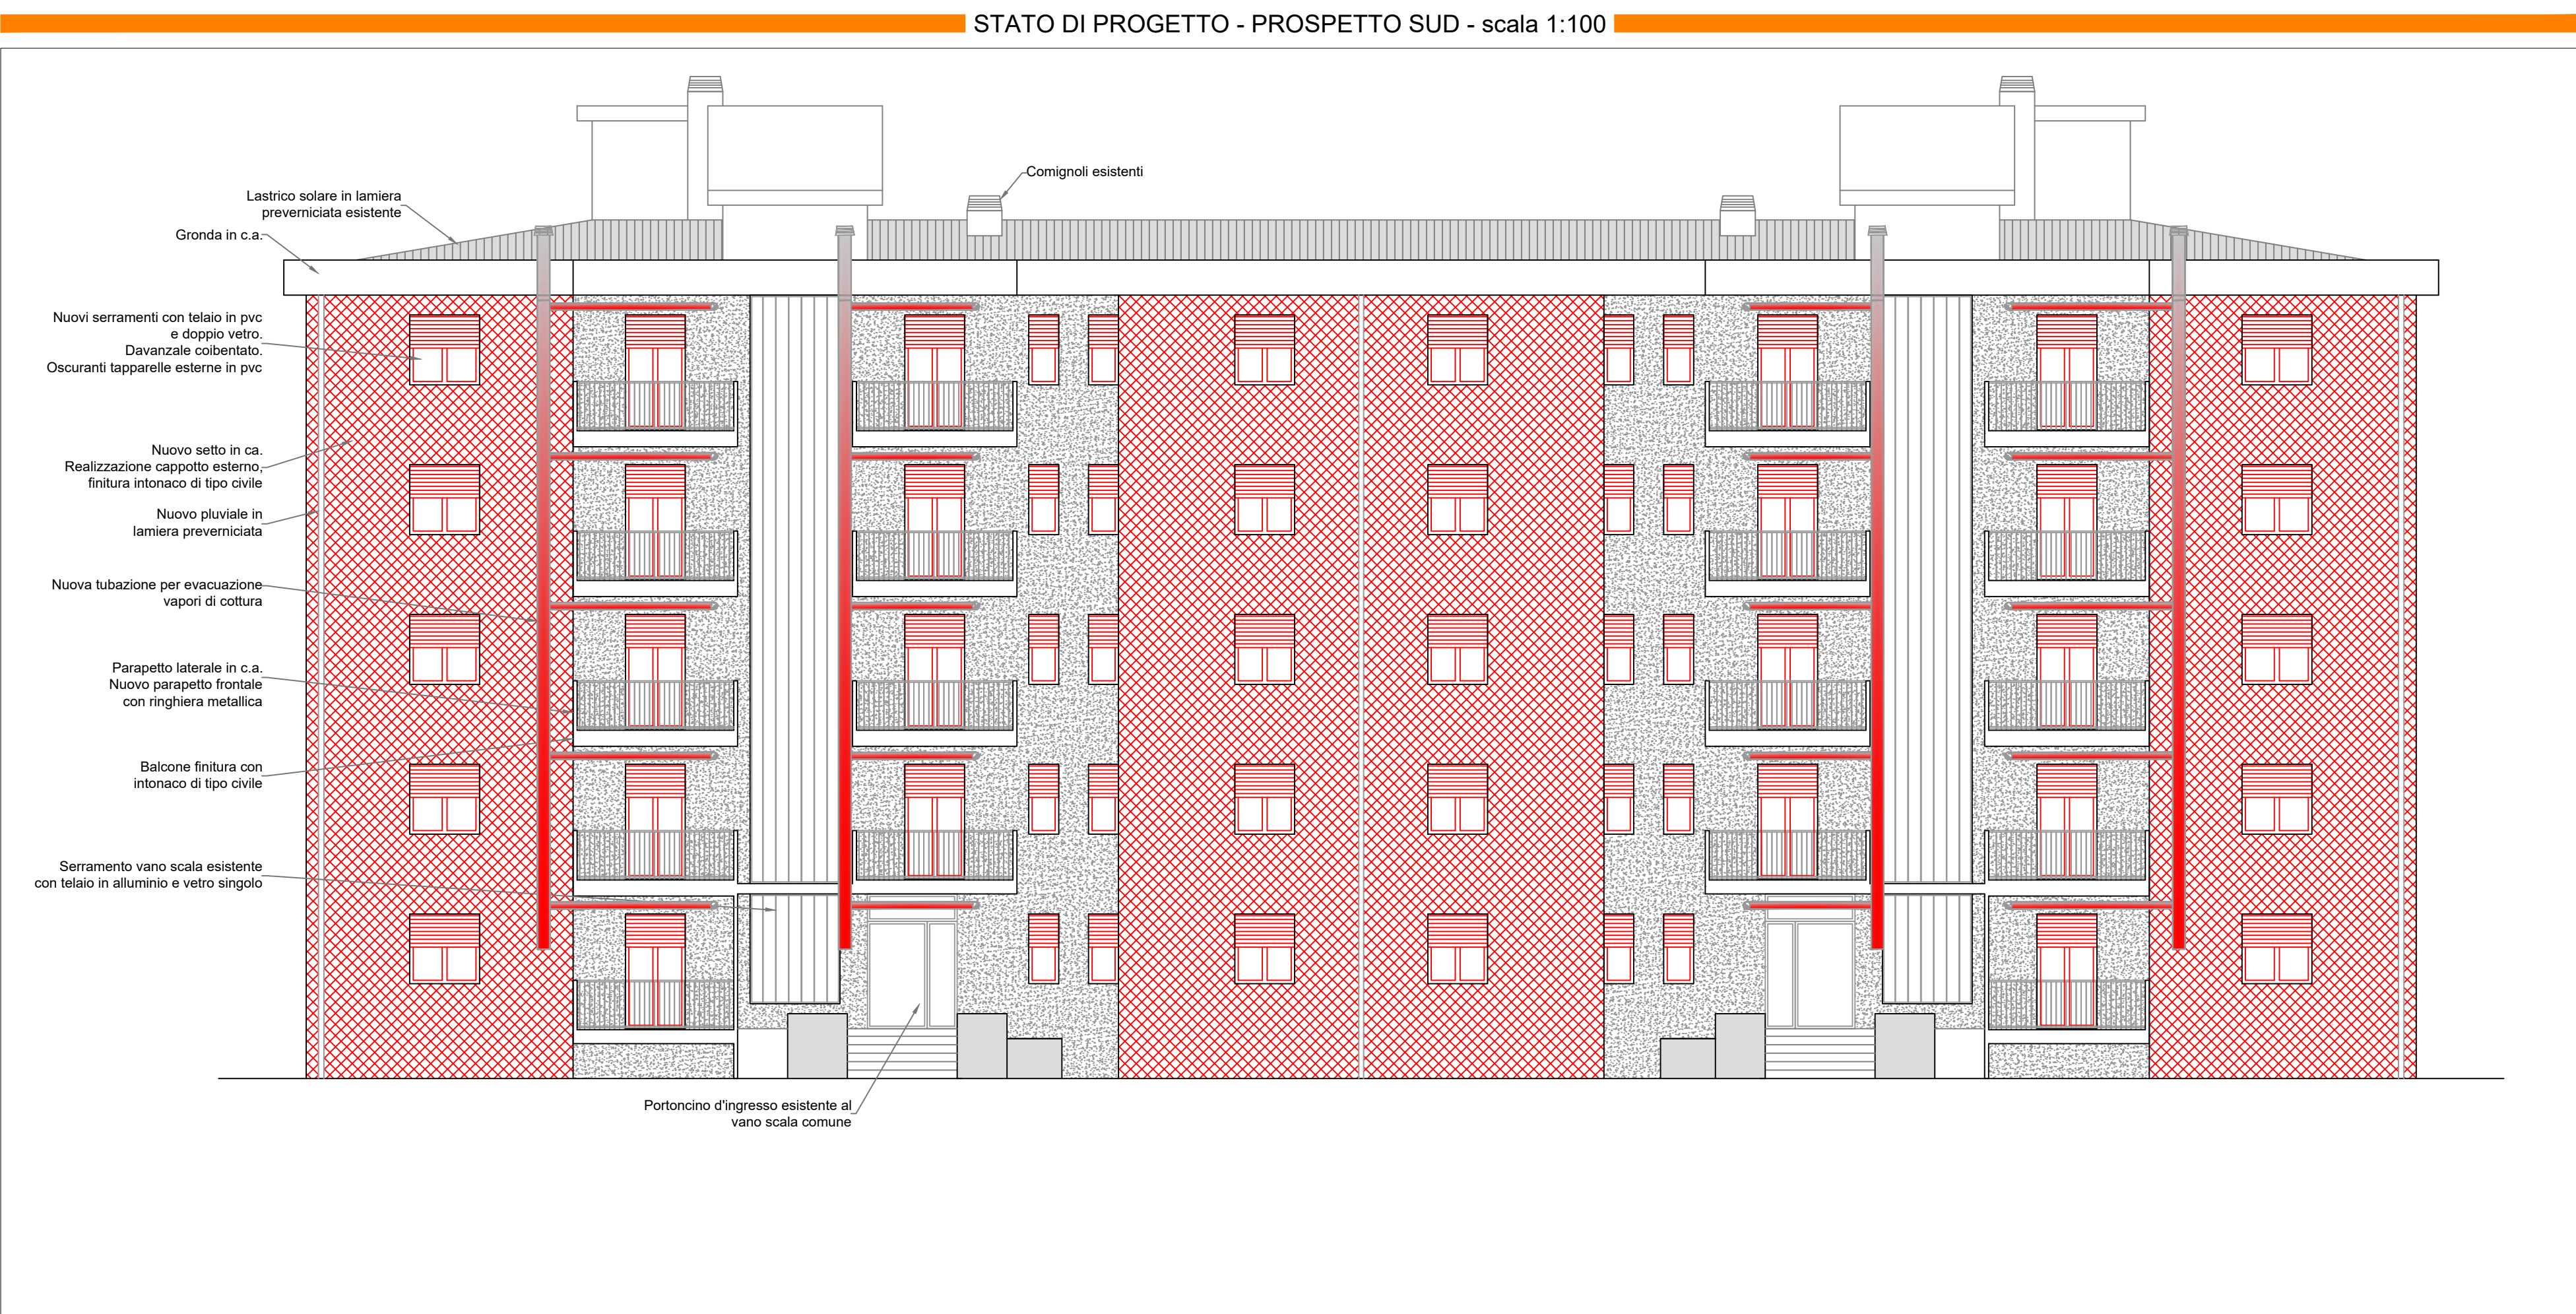 STATO DI PROGETTO - PROSPETTO SUD - scala 1:100
Comignoli esistenti
Lastrico solare in lamiera
preverniciata esistente
Gronda in c.a.
Nuovi serramenti con telaio in pvc
e doppio vetro.
Davanzale coibentato.
Oscuranti tapparelle esterne in pvc
Nuovo setto in ca.
Realizzazione cappotto esterno,
finitura intonaco di tipo civile
Nuovo pluviale in
lamiera preverniciata
Nuova tubazione per evacuazione
vapori di cottura
Parapetto laterale in c.a.
Nuovo parapetto frontale
con ringhiera metallica
Balcone finitura con
intonaco di tipo civile
Serramento vano scala esistente
con telaio in alluminio e vetro singolo
Portoncino d'ingresso esistente al
vano scala comune